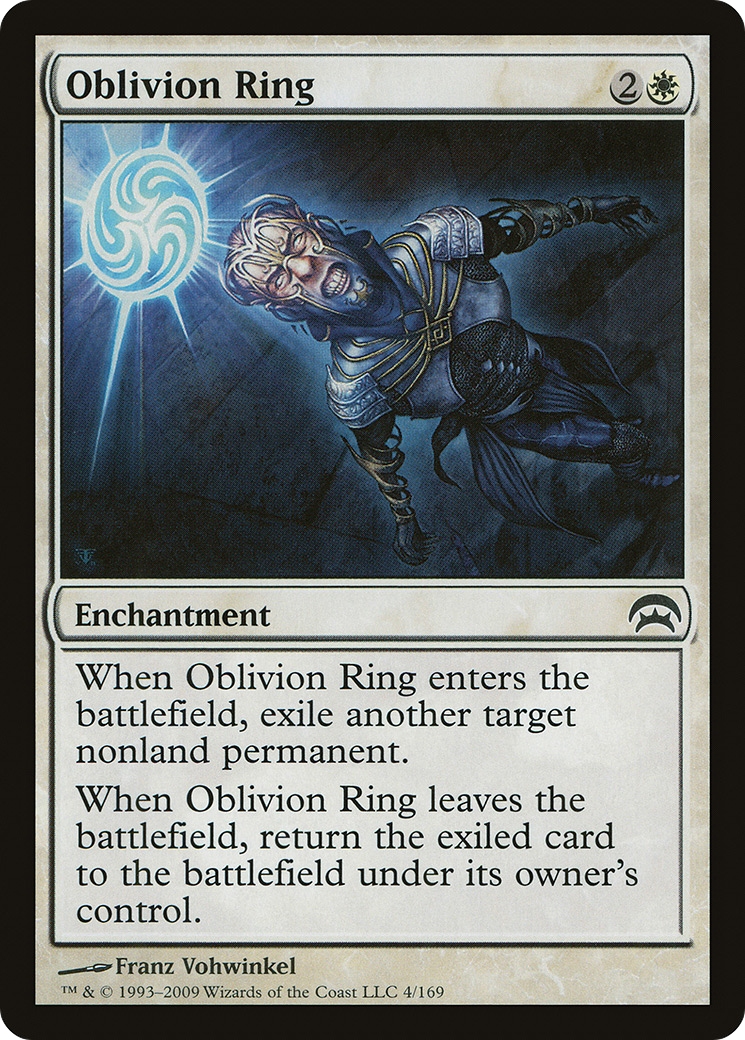 Oblivion Ring 2
Enchantment
When Oblivion Ring enters the
battlefield, exile another target
nonland permanent.
When Oblivion Ring leaves the
battlefield, return the exiled card
to the battlefield under its owner's
control.
Franz Vohwinkel
™ & © 1993–2009 Wizards of the Coast LLC 4/169